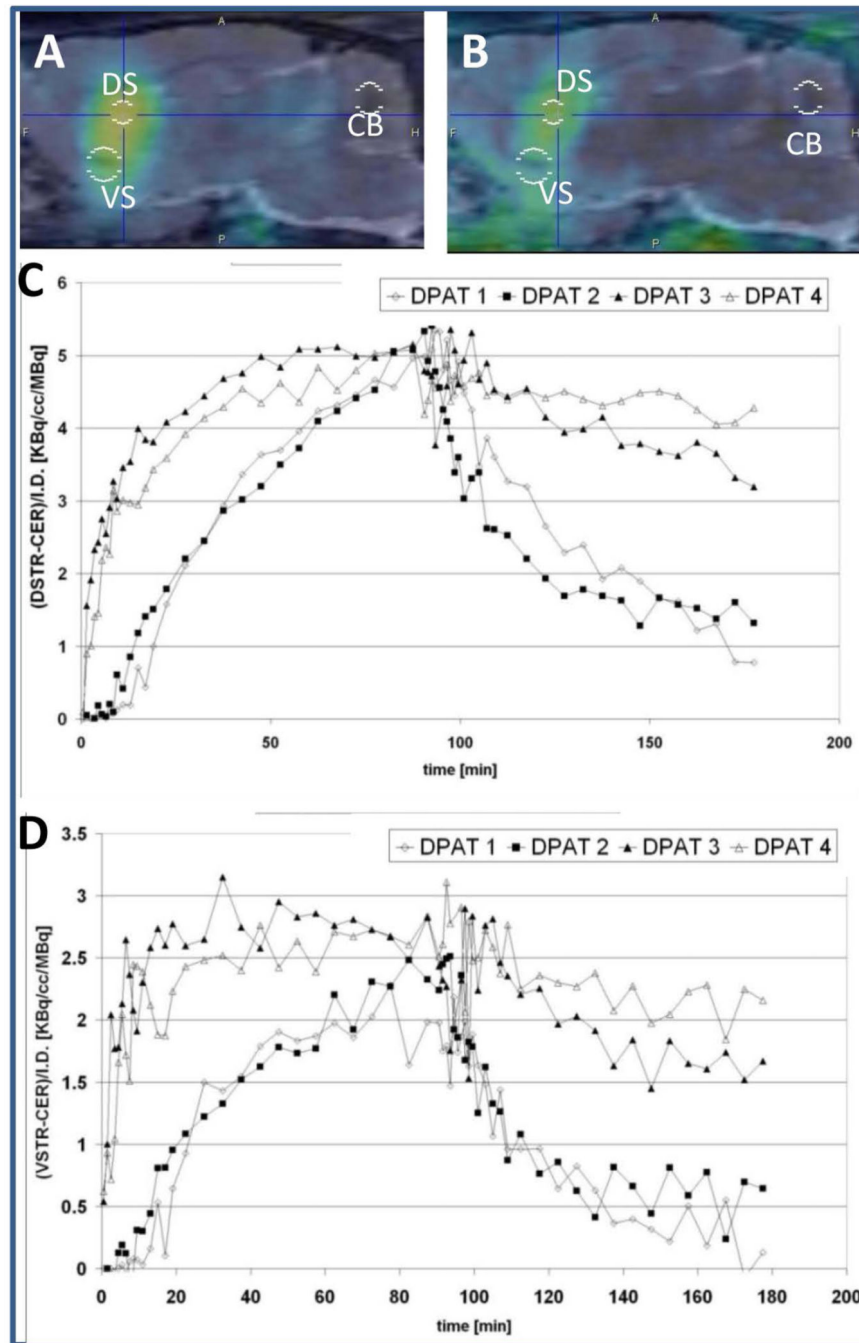 A
A
DS
CB
F
H
VS
P
B
A
DS
CB
F
H
VS
P
C
DPAT 1 DPAT 2 DPAT 3 DPAT 4
(DSTR-CER)/I.D. [KBq/cc/MBq]
6
5
4
3
2
1
0
0 50 100 150 200
time [min]
D
DPAT 1 DPAT 2 DPAT 3 DPAT 4
(VSTR-CER)/I.D. [KBq/cc/MBq]
3.5
3
2.5
2
1.5
1
0.5
0
0 20 40 60 80 100 120 140 160 180 200
time [min]